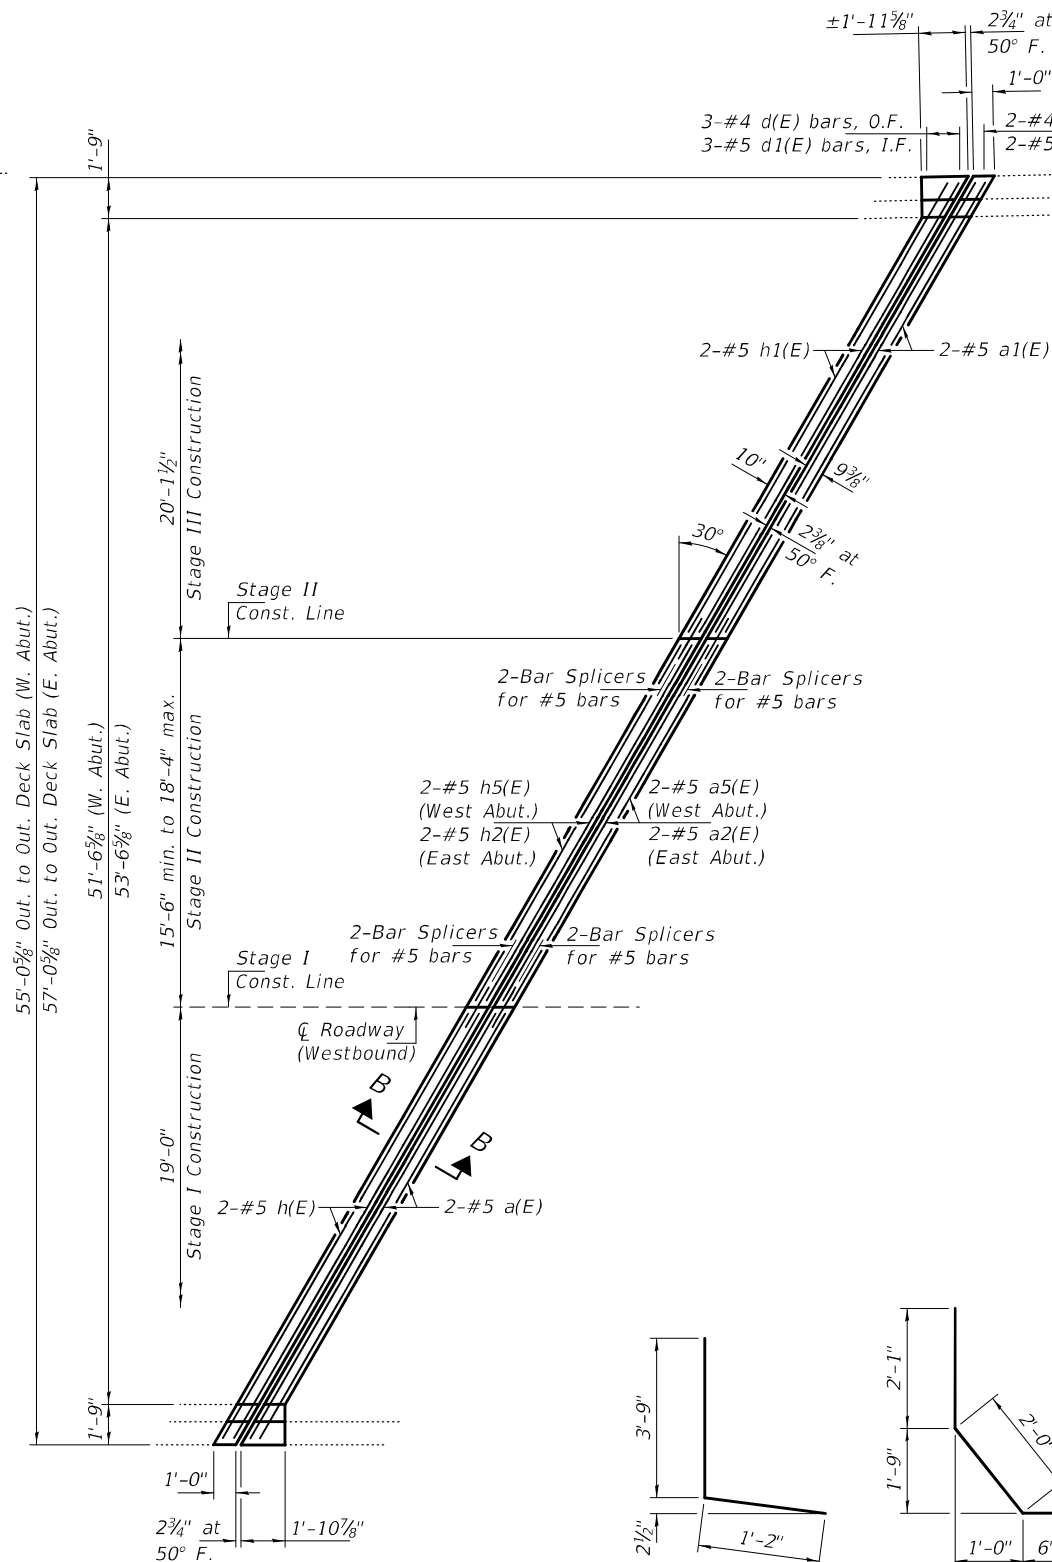 ±1'-11⅝"
2¾" at
50° F.
1'-0"
3-#4 d(E) bars, O.F.
3-#5 d1(E) bars, I.F.
2-#4
2-#5
1'-9"
2-#5 h1(E)
2-#5 a1(E)
20'-1½"
Stage III Construction
10"
9⅜"
30°
2⅜" at
50° F.
Stage II
Const. Line
2-Bar Splicers
for #5 bars
2-Bar Splicers
for #5 bars
55'-0⅝" Out. to Out. Deck Slab (W. Abut.)
57'-0⅝" Out. to Out. Deck Slab (E. Abut.)
51'-6⅝" (W. Abut.)
53'-6⅝" (E. Abut.)
15'-6" min. to 18'-4" max.
Stage II Construction
2-#5 h5(E)
(West Abut.)
2-#5 h2(E)
(East Abut.)
2-#5 a5(E)
(West Abut.)
2-#5 a2(E)
(East Abut.)
2-Bar Splicers
for #5 bars
2-Bar Splicers
for #5 bars
Stage I
Const. Line
℄ Roadway
(Westbound)
B
B
19'-0"
Stage I Construction
2-#5 h(E)
2-#5 a(E)
1'-9"
1'-0"
2¾" at
50° F.
1'-10⅞"
3'-9"
2½"
1'-2"
2'-1"
1'-9"
2'-0"
1'-0"
6"